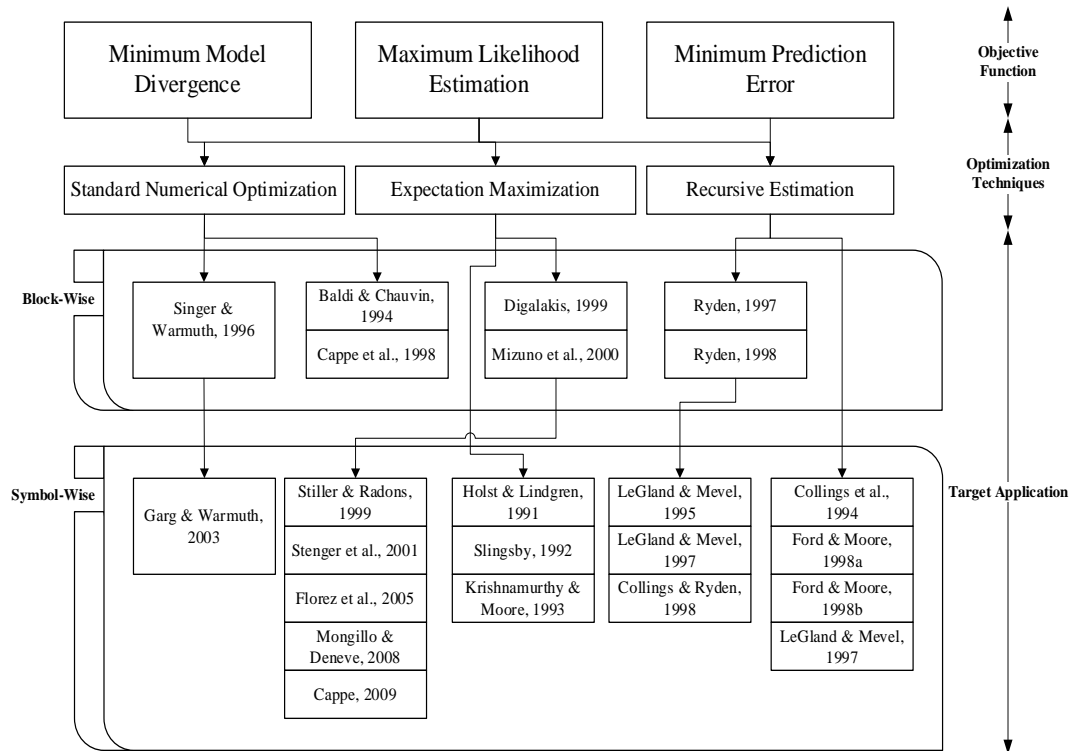 Minimum Model
Divergence
Maximum Likelihood
Estimation
Minimum Prediction
Error
Objective
Function
Standard Numerical Optimization
Expectation Maximization
Recursive Estimation
Optimization
Techniques
Block-Wise
Singer &
Warmuth, 1996
Baldi & Chauvin,
1994
Cappe et al., 1998
Digalakis, 1999
Mizuno et al., 2000
Ryden, 1997
Ryden, 1998
Symbol-Wise
Garg & Warmuth,
2003
Stiller & Radons,
1999
Stenger et al., 2001
Florez et al., 2005
Mongillo &
Deneve, 2008
Cappe, 2009
Holst & Lindgren,
1991
Slingsby, 1992
Krishnamurthy &
Moore, 1993
LeGland & Mevel,
1995
LeGland & Mevel,
1997
Collings & Ryden,
1998
Collings et al.,
1994
Ford & Moore,
1998a
Ford & Moore,
1998b
LeGland & Mevel,
1997
Target Application